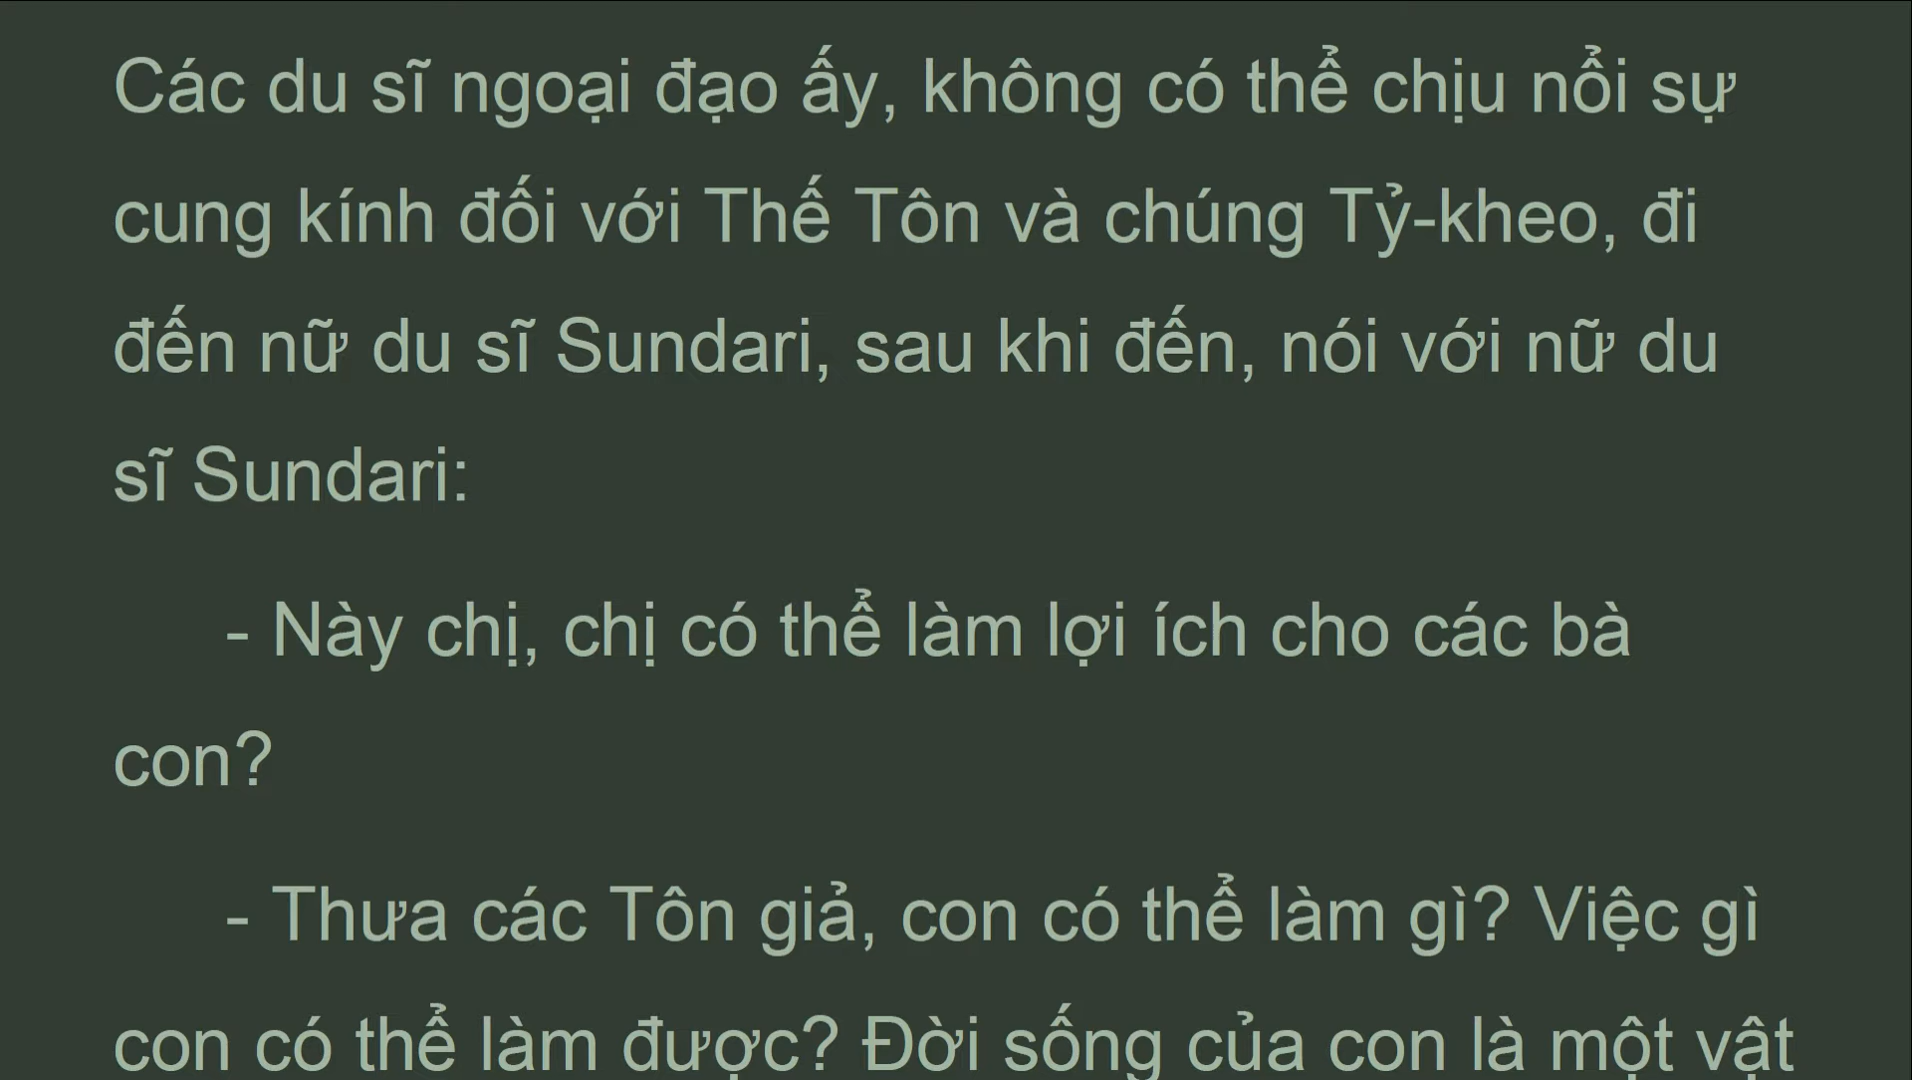 Các du sĩ ngoại đạo ấy, không có thể chịu nổi sự
cung kính đối với Thế Tôn và chúng Tỷ-kheo, đi
đến nữ du sĩ Sundari, sau khi đến, nói với nữ du
sĩ Sundari:
- Này chị, chị có thể làm lợi ích cho các bà
con?
- Thưa các Tôn giả, con có thể làm gì? Việc gì
con có thể làm được? Đời sống của con là một vật